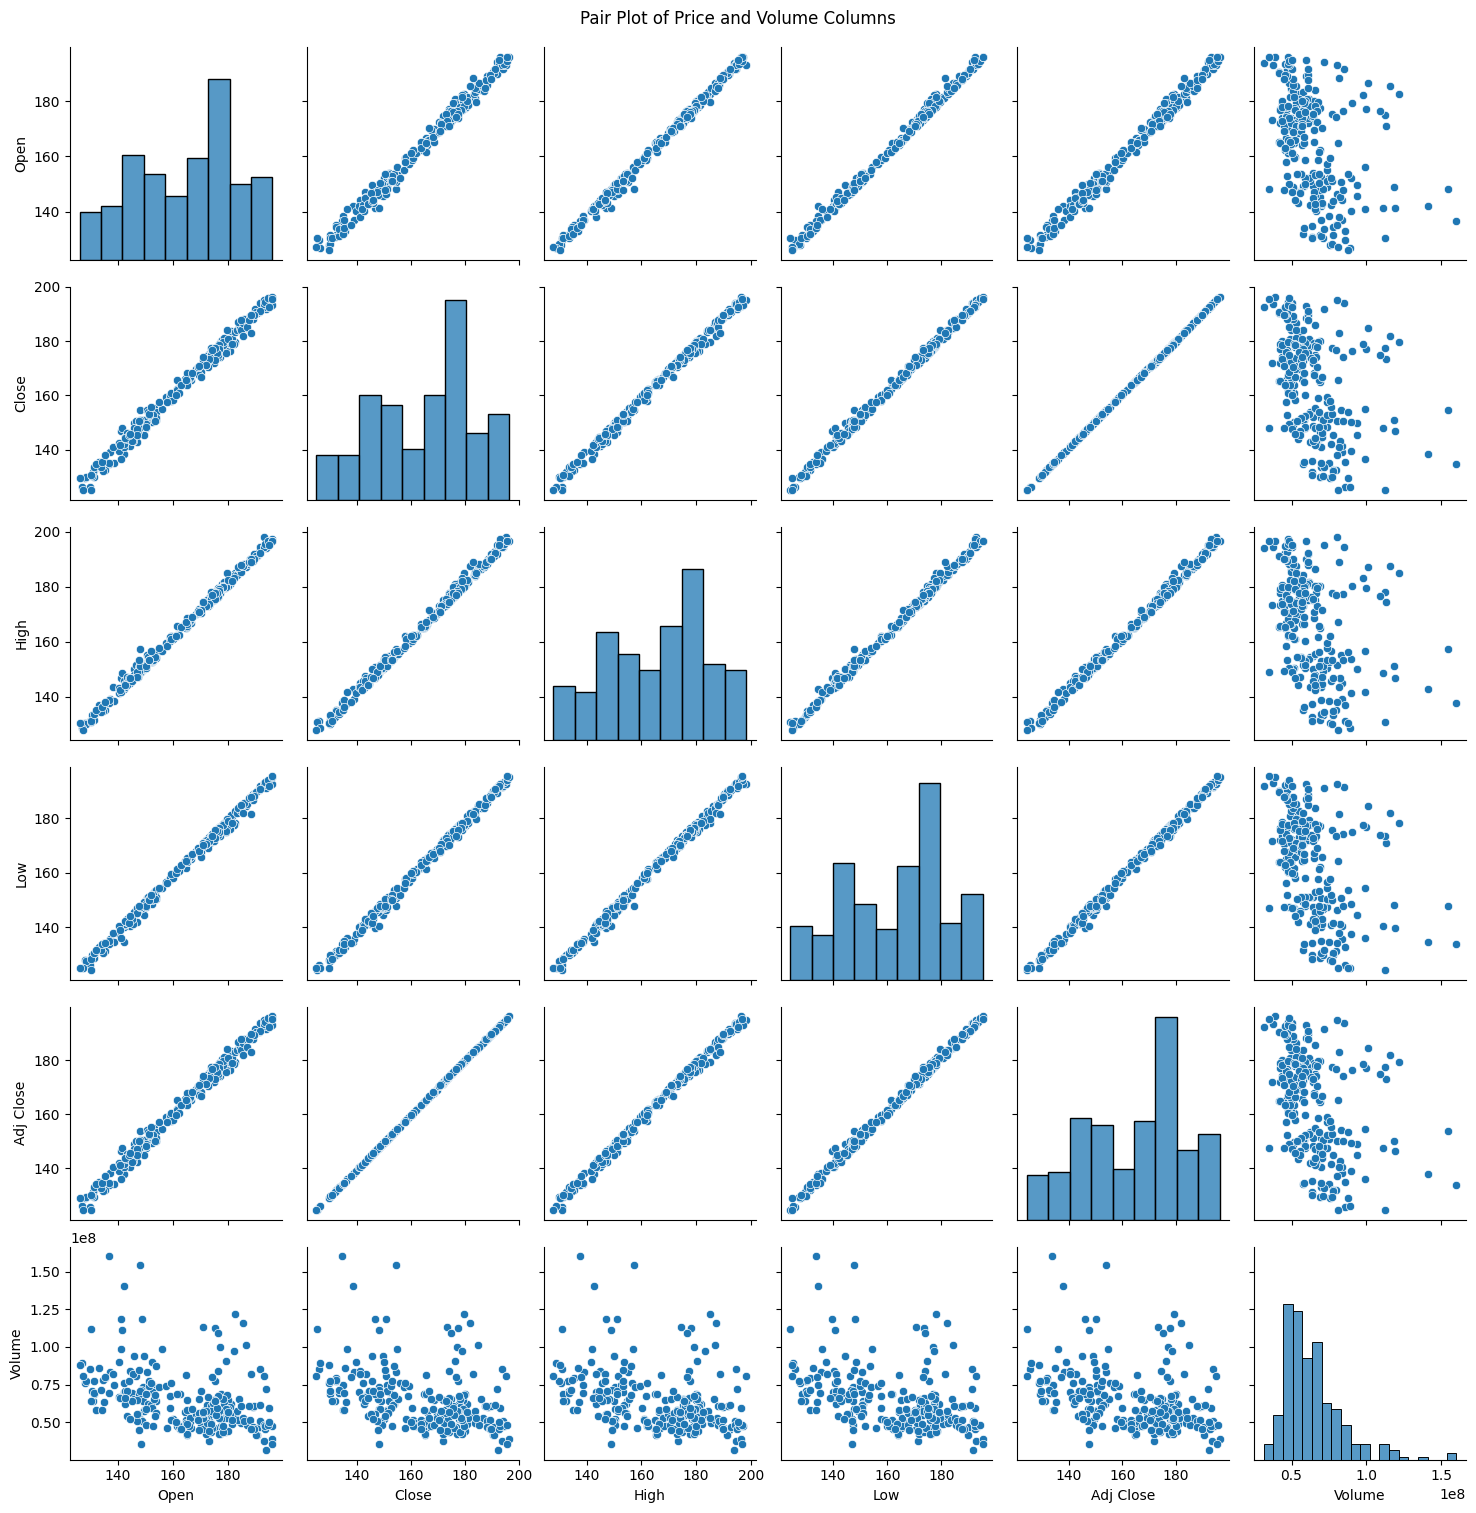 Pair Plot of Price and Volume Columns
180
160
140
Open
200
180
160
140
Close
200
180
160
140
High
180
160
140
Low
180
160
140
Adj Close
1e8
1.50
1.25
1.00
0.75
0.50
Volume
140 160 180
Open
140 160 180 200
Close
140 160 180 200
High
140 160 180
Low
140 160 180
Adj Close
0.5 1.0 1.5
1e8
Volume